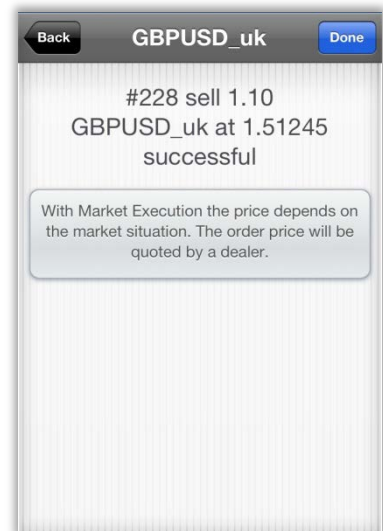 Back
GBPUSD_uk
Done
#228 sell 1.10
GBPUSD_uk at 1.51245
successful
With Market Execution the price depends on
the market situation. The order price will be
quoted by a dealer.